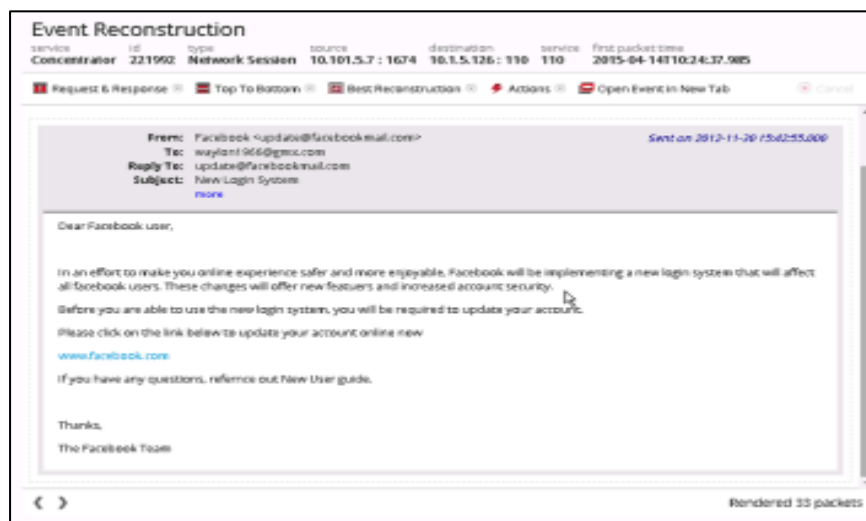 Event Reconstruction
service id type source destination service first packet time
Concentrator 221992 Network Session 10.101.5.7 : 1674 10.1.5.126 : 110 110 2015-04-14T10:24:37.985
Request & Response Top To Bottom Best Reconstruction Actions Open Event in New Tab Cancel
From: Facebook <update@facebookmail.com> Sent on 2012-11-30 15:42:55.000
To: waylon1966@gmx.com
Reply To: update@facebookmail.com
Subject: New Login System
more
Dear Facebook user,
In an effort to make you online experience safer and more enjoyable, Facebook will be implementing a new login system that will affect
all facebook users. These changes will offer new featuers and increased account security.
Before you are able to use the new login system, you will be required to update your account.
Please click on the link below to update your account online now
www.facebook.com
If you have any questions, refernce out New User guide.
Thanks,
The Facebook Team
Rendered 33 packets